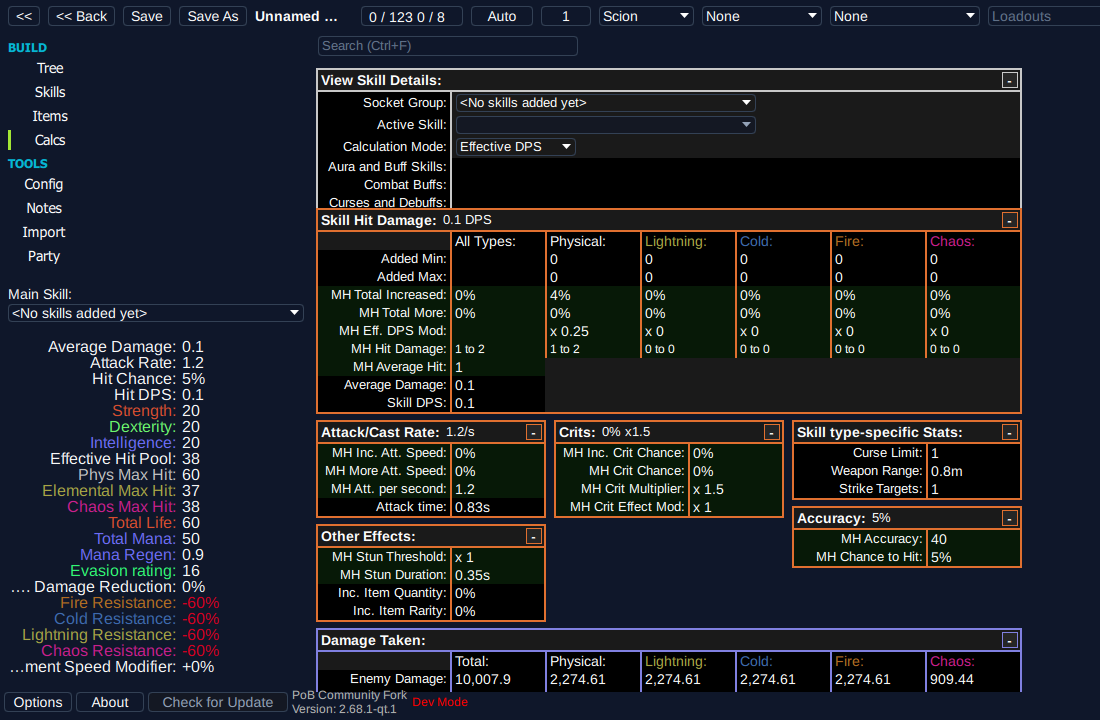 << << Back Save Save As Unnamed ... 0 / 123 0 / 8 Auto 1 Scion None None Loadouts
BUILD
Tree
Skills
Items
Calcs
TOOLS
Config
Notes
Import
Party
Main Skill:
<No skills added yet>
Average Damage: 0.1
Attack Rate: 1.2
Hit Chance: 5%
Hit DPS: 0.1
Strength: 20
Dexterity: 20
Intelligence: 20
Effective Hit Pool: 38
Phys Max Hit: 60
Elemental Max Hit: 37
Chaos Max Hit: 38
Total Life: 60
Total Mana: 50
Mana Regen: 0.9
Evasion rating: 16
.... Damage Reduction: 0%
Fire Resistance: -60%
Cold Resistance: -60%
Lightning Resistance: -60%
Chaos Resistance: -60%
...ment Speed Modifier: +0%
Options About Check for Update PoB Community Fork
Version: 2.68.1-qt.1 Dev Mode
Search (Ctrl+F)
View Skill Details: -
Socket Group: <No skills added yet>
Active Skill:
Calculation Mode: Effective DPS
Aura and Buff Skills:
Combat Buffs:
Curses and Debuffs:
Skill Hit Damage: 0.1 DPS -
All Types: Physical: Lightning: Cold: Fire: Chaos:
Added Min: 0 0 0 0 0
Added Max: 0 0 0 0 0
MH Total Increased: 0% 4% 0% 0% 0% 0%
MH Total More: 0% 0% 0% 0% 0% 0%
MH Eff. DPS Mod: x 0.25 x 0 x 0 x 0 x 0
MH Hit Damage: 1 to 2 1 to 2 0 to 0 0 to 0 0 to 0 0 to 0
MH Average Hit: 1
Average Damage: 0.1
Skill DPS: 0.1
Attack/Cast Rate: 1.2/s -
MH Inc. Att. Speed: 0%
MH More Att. Speed: 0%
MH Att. per second: 1.2
Attack time: 0.83s
Crits: 0% x1.5 -
MH Inc. Crit Chance: 0%
MH Crit Chance: 0%
MH Crit Multiplier: x 1.5
MH Crit Effect Mod: x 1
Skill type-specific Stats: -
Curse Limit: 1
Weapon Range: 0.8m
Strike Targets: 1
Accuracy: 5% -
MH Accuracy: 40
MH Chance to Hit: 5%
Other Effects: -
MH Stun Threshold: x 1
MH Stun Duration: 0.35s
Inc. Item Quantity: 0%
Inc. Item Rarity: 0%
Damage Taken: -
Total: Physical: Lightning: Cold: Fire: Chaos:
Enemy Damage: 10,007.9 2,274.61 2,274.61 2,274.61 2,274.61 909.44